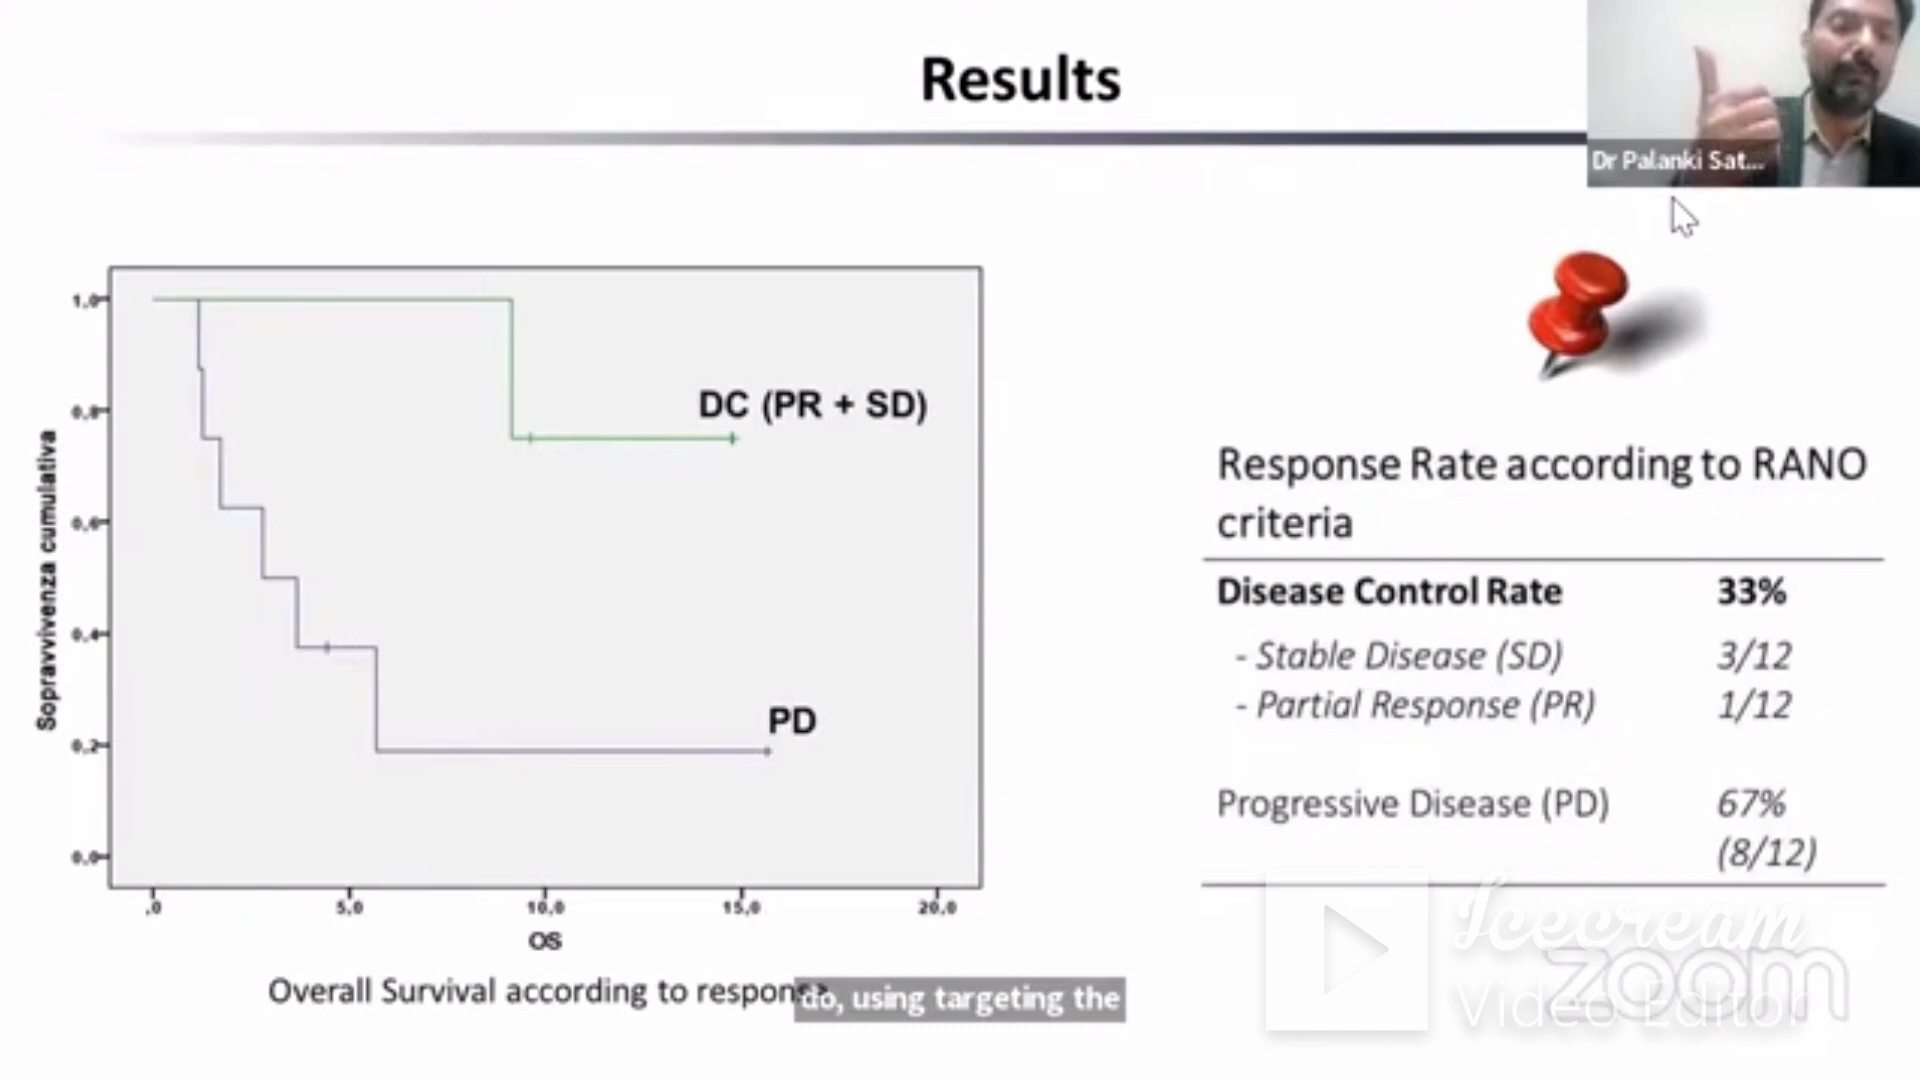 Results
Dr Palanki Sat...
1,0
0,8
0,6
0,4
0,2
0,0
Sopravvivenza cumulativa
DC (PR + SD)
PD
,0
5,0
10,0
15,0
20,0
OS
Overall Survival according to respons
do, using targeting the
Response Rate according to RANO
criteria
Disease Control Rate 33%
- Stable Disease (SD) 3/12
- Partial Response (PR) 1/12
Progressive Disease (PD) 67%
(8/12)
Icecream
Video Editor
zoom